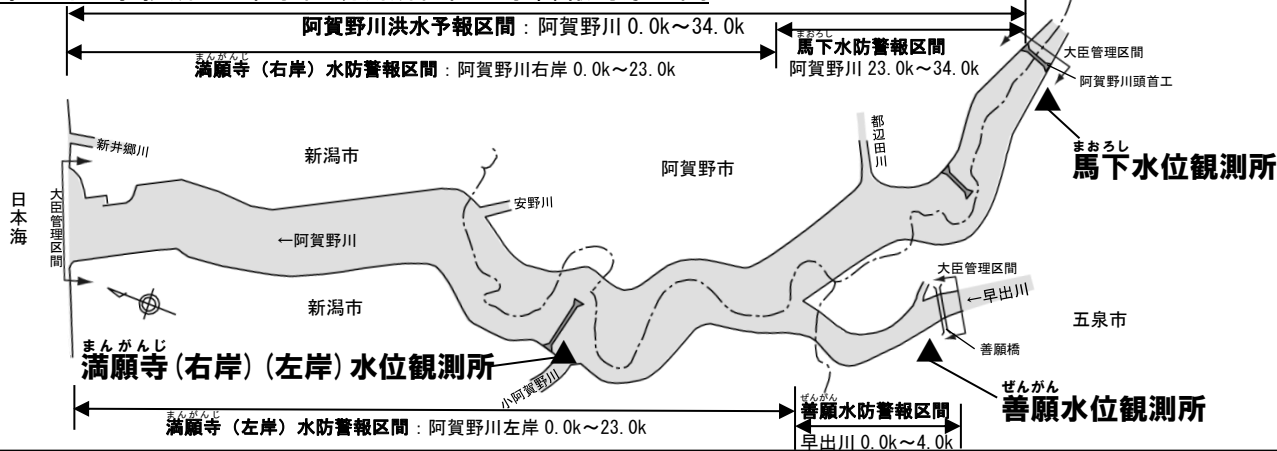 阿賀野川洪水予報区間：阿賀野川 0.0k～34.0k
まんがんじ
満願寺（右岸）水防警報区間：阿賀野川右岸 0.0k～23.0k
まおろし
馬下水防警報区間
阿賀野川 23.0k～34.0k
大臣管理区間
阿賀野川頭首工
まおろし
馬下水位観測所
新井郷川
新潟市
阿賀野市
都辺田川
日本海
大臣管理区間
安野川
←阿賀野川
新潟市
大臣管理区間
←早出川
五泉市
善願橋
まんがんじ
満願寺(右岸)(左岸)水位観測所
小阿賀野川
ぜんがん
善願水位観測所
まんがんじ
満願寺（左岸）水防警報区間：阿賀野川左岸 0.0k～23.0k
ぜんがん
善願水防警報区間
早出川 0.0k～4.0k